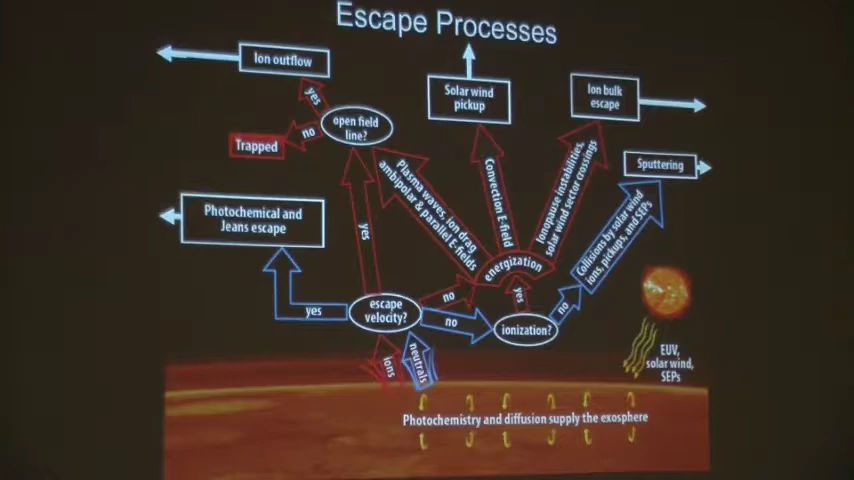 Escape Processes
Ion outflow
Solar wind
pickup
Ion bulk
escape
yes
open field
line?
no
Trapped
Sputtering
Plasma waves, ion drag
ambipolar & parallel E-fields
Convection E-field
Ionopause instabilities,
solar wind sector crossings
Collisions by solar wind
ions, pickups, and SEPs
Photochemical and
Jeans escape
yes
energization
yes
escape
velocity?
no
yes
no
yes
no
ionization?
ions
neutrals
EUV,
solar wind,
SEPs
Photochemistry and diffusion supply the exosphere